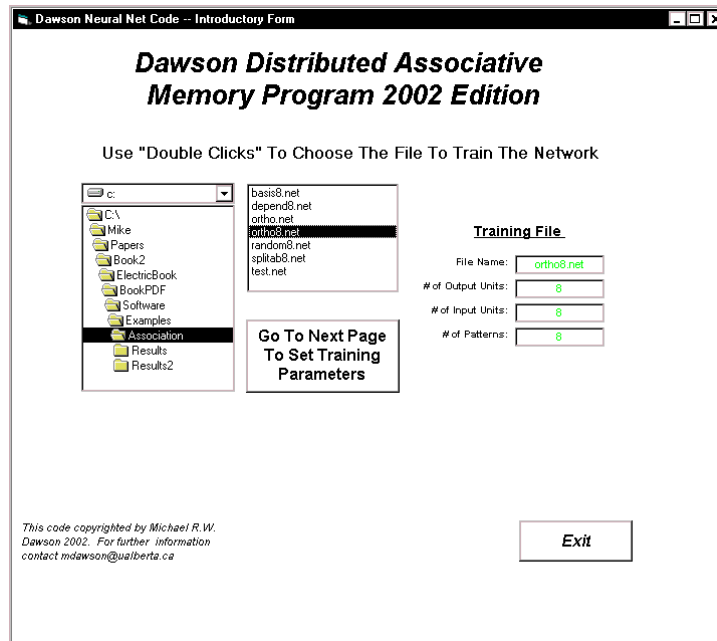 Dawson Neural Net Code -- Introductory Form
Dawson Distributed Associative
Memory Program 2002 Edition
Use "Double Clicks" To Choose The File To Train The Network
c:
C:\
Mike
Papers
Book2
ElectricBook
BookPDF
Software
Examples
Association
Results
Results2
basis8.net
depend8.net
ortho.net
ortho8.net
random8.net
splitab8.net
test.net
Go To Next Page
To Set Training
Parameters
Training File
File Name: ortho8.net
# of Output Units: 8
# of Input Units: 8
# of Patterns: 8
This code copyrighted by Michael R.W.
Dawson 2002. For further information
contact mdawson@ualberta.ca
Exit